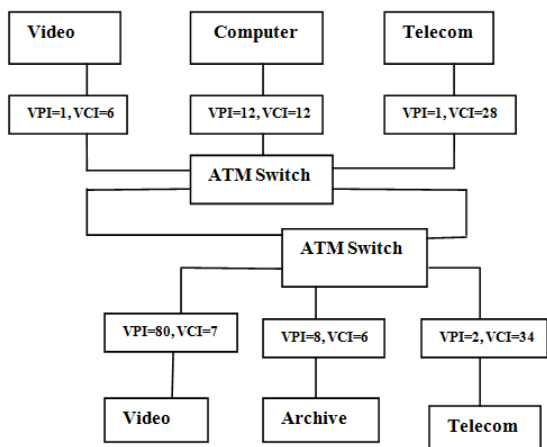 Video
Computer
Telecom
VPI=1, VCI=6
VPI=12, VCI=12
VPI=1, VCI=28
ATM Switch
ATM Switch
VPI=80, VCI=7
VPI=8, VCI=6
VPI=2, VCI=34
Video
Archive
Telecom